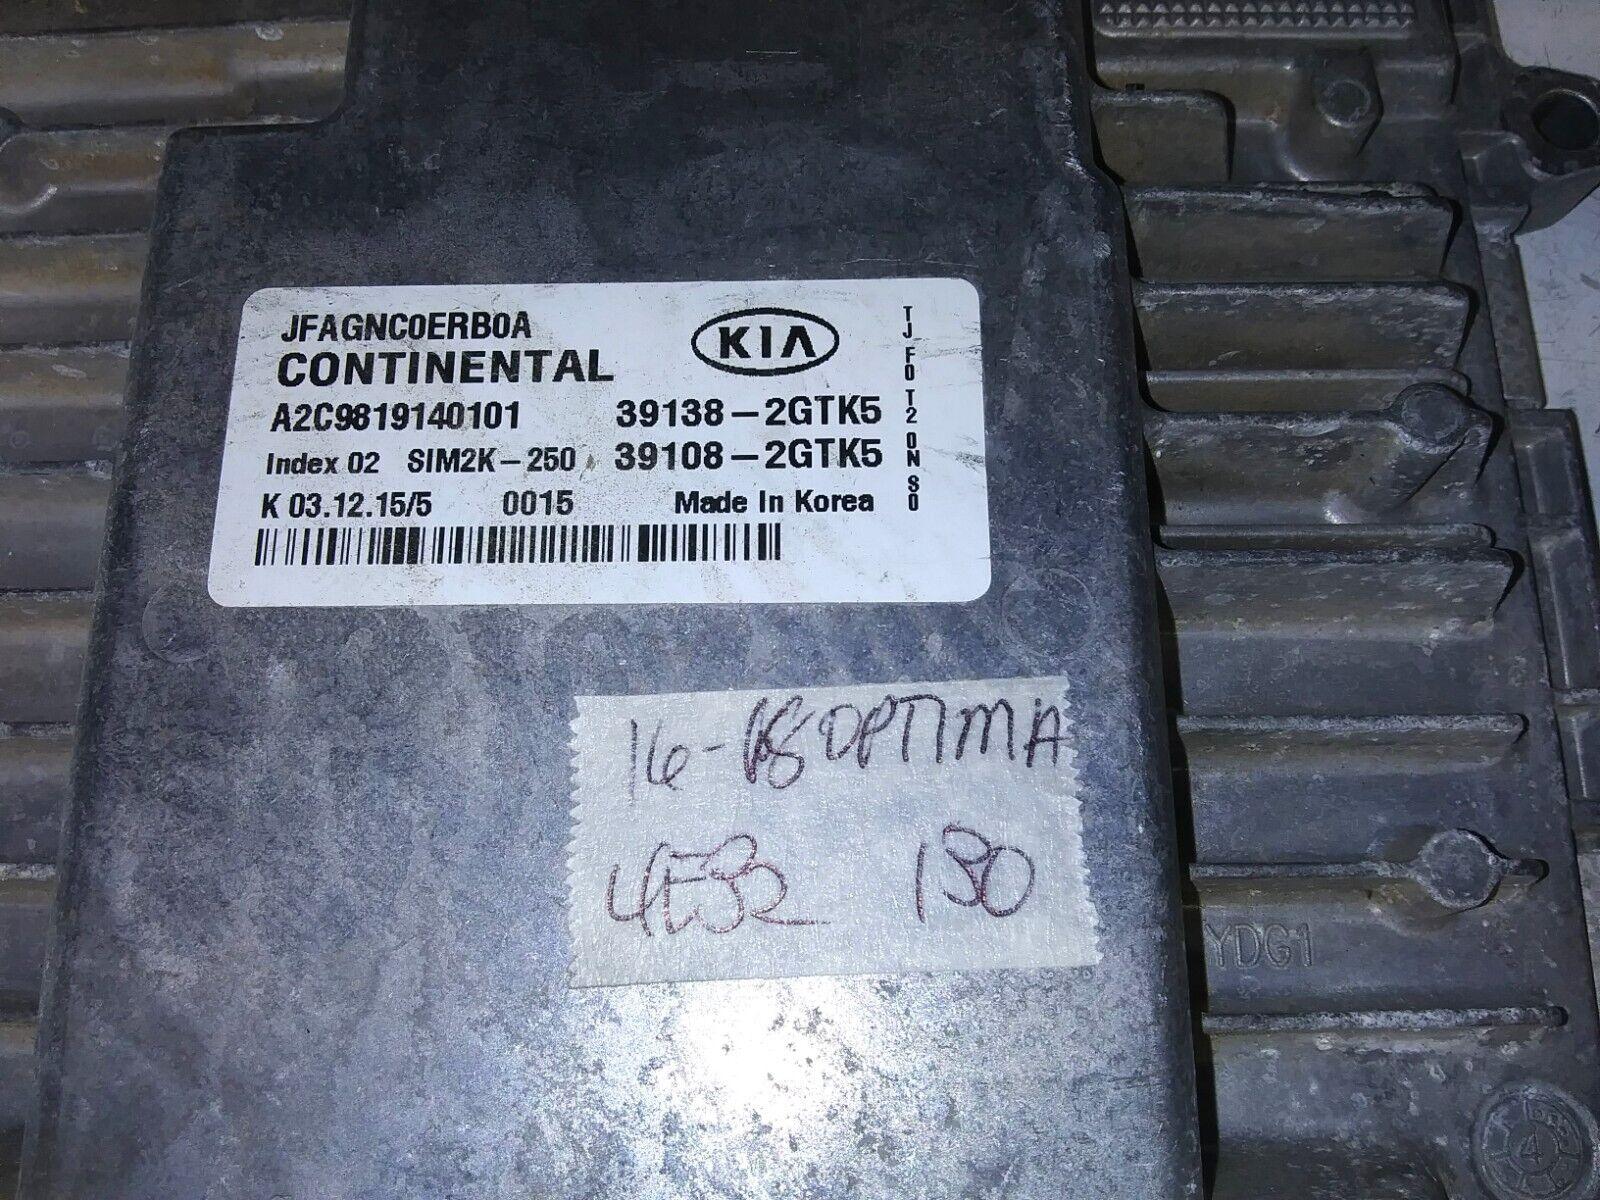 JFAGNC0ERB0A
CONTINENTAL
KIA
A2C9819140101 39138-2GTK5
Index 02 SIM2K-250 39108-2GTK5
K 03.12.15/5 0015 Made In Korea
TJ F0 T2 0N S0
16-18 OPTIMA
4E32 130
YDG1
4